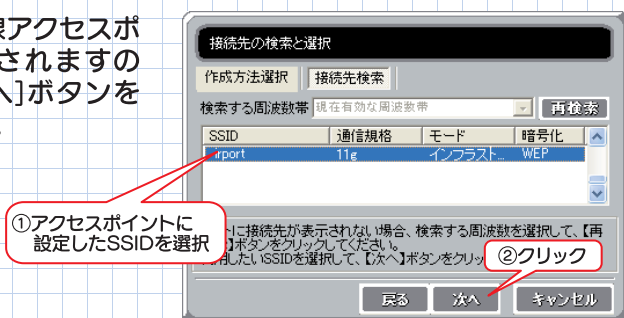 線アクセスポ
されますの
へ]ボタンを
。
接続先の検索と選択
作成方法選択 接続先検索
検索する周波数帯 現在有効な周波数帯 再検索
SSID 通信規格 モード 暗号化
airport 11g インフラスト... WEP
トに接続先が表示されない場合、検索する周波数を選択して、【再
】ボタンをクリックしてください。
用したいSSIDを選択して、【次へ】ボタンをクリッ
①アクセスポイントに
設定したSSIDを選択
②クリック
戻る 次へ キャンセル